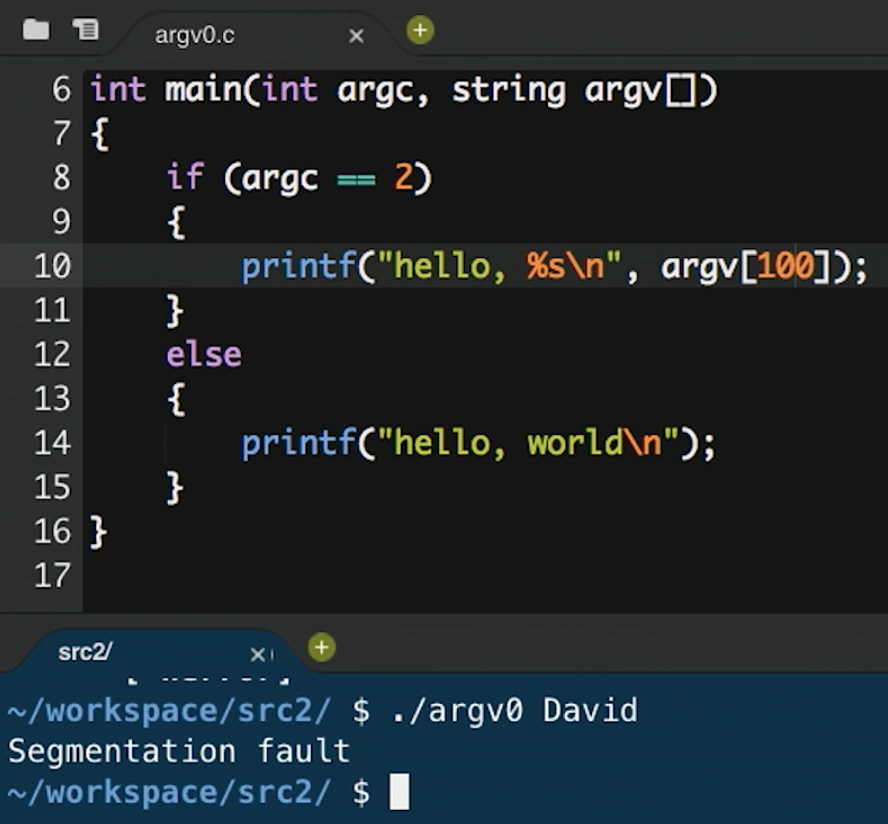 argv0.c
6 int main(int argc, string argv[])
7 {
8     if (argc == 2)
9     {
10         printf("hello, %s\n", argv[100]);
11     }
12     else
13     {
14         printf("hello, world\n");
15     }
16 }
17
src2/
~/workspace/src2/ $ ./argv0 David
Segmentation fault
~/workspace/src2/ $